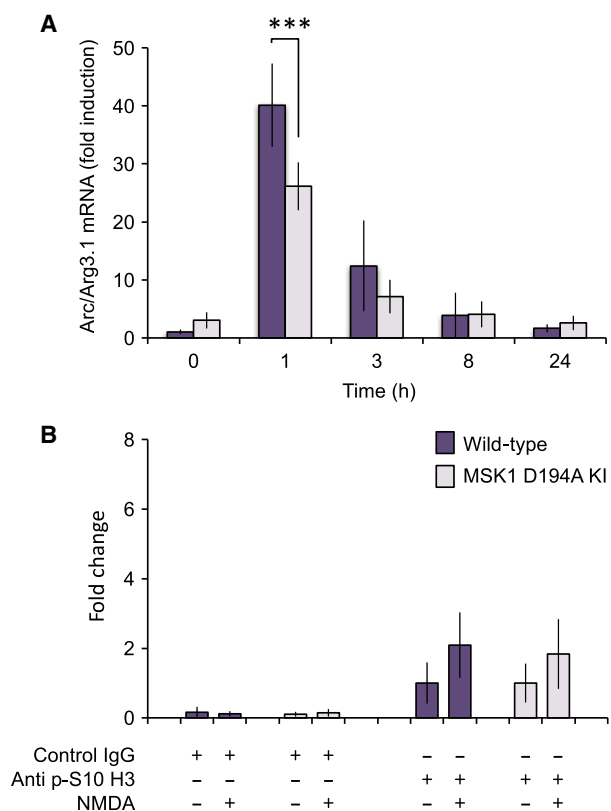 A
***
Arc/Arg3.1 mRNA (fold induction)
50
40
30
20
10
0
0 1 3 8 24
Time (h)
B
Wild-type
MSK1 D194A KI
Fold change
8
6
4
2
0
Control IgG + + + + – – – –
Anti p-S10 H3 – – – – + + + +
NMDA – + – + – + – +